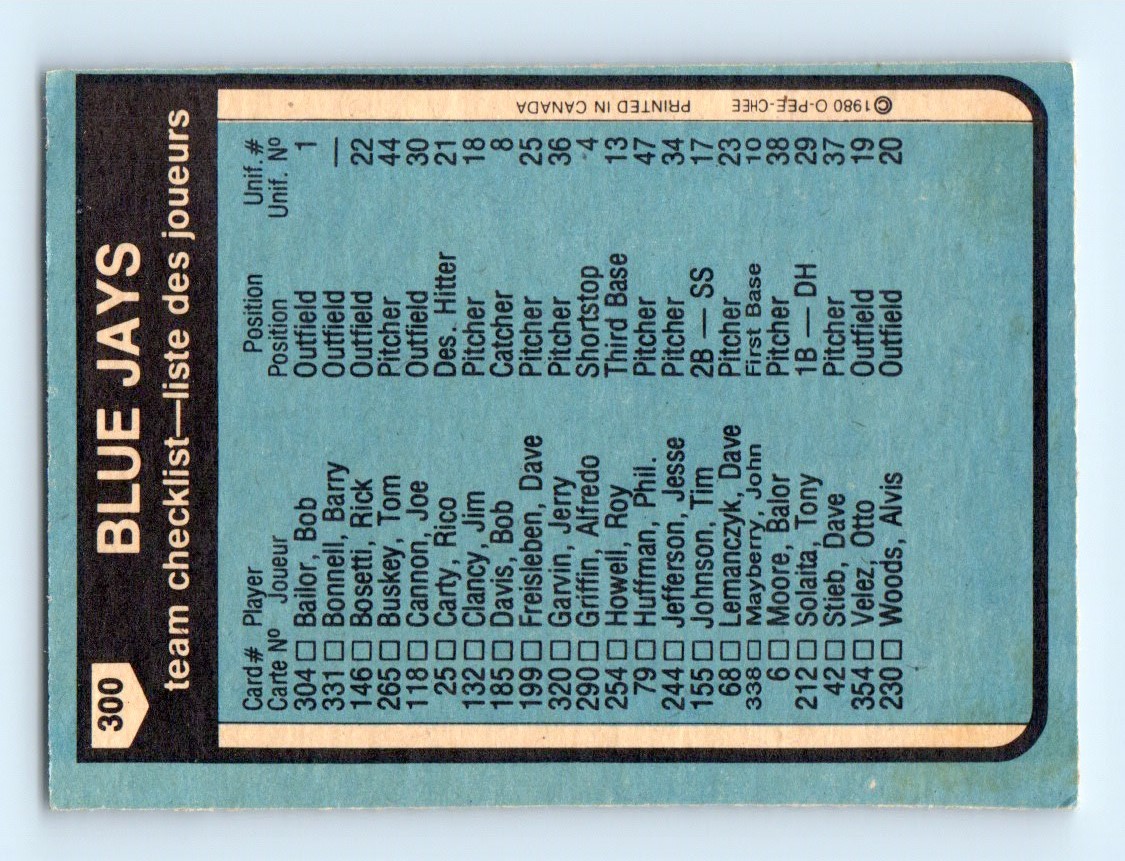 300
BLUE JAYS
team checklist—liste des joueurs
Card# Player Position Unif. #
Carte Nº Joueur Position Unif. Nº
304 □ Bailor, Bob Outfield 1
331 □ Bonnell, Barry Outfield —
146 □ Bosetti, Rick Outfield 22
265 □ Buskey, Tom Pitcher 44
118 □ Cannon, Joe Outfield 30
25 □ Carty, Rico Des. Hitter 21
132 □ Clancy, Jim Pitcher 18
185 □ Davis, Bob Catcher 8
199 □ Freisleben, Dave Pitcher 25
320 □ Garvin, Jerry Pitcher 36
290 □ Griffin, Alfredo Shortstop 4
254 □ Howell, Roy Third Base 13
79 □ Huffman, Phil. Pitcher 47
244 □ Jefferson, Jesse Pitcher 34
155 □ Johnson, Tim 2B — SS 17
68 □ Lemanczyk, Dave Pitcher 23
338 □ Mayberry, John First Base 10
6 □ Moore, Balor Pitcher 38
212 □ Solaita, Tony 1B — DH 29
42 □ Stieb, Dave Pitcher 37
354 □ Velez, Otto Outfield 19
230 □ Woods, Alvis Outfield 20
©1980 O-PEE-CHEE PRINTED IN CANADA